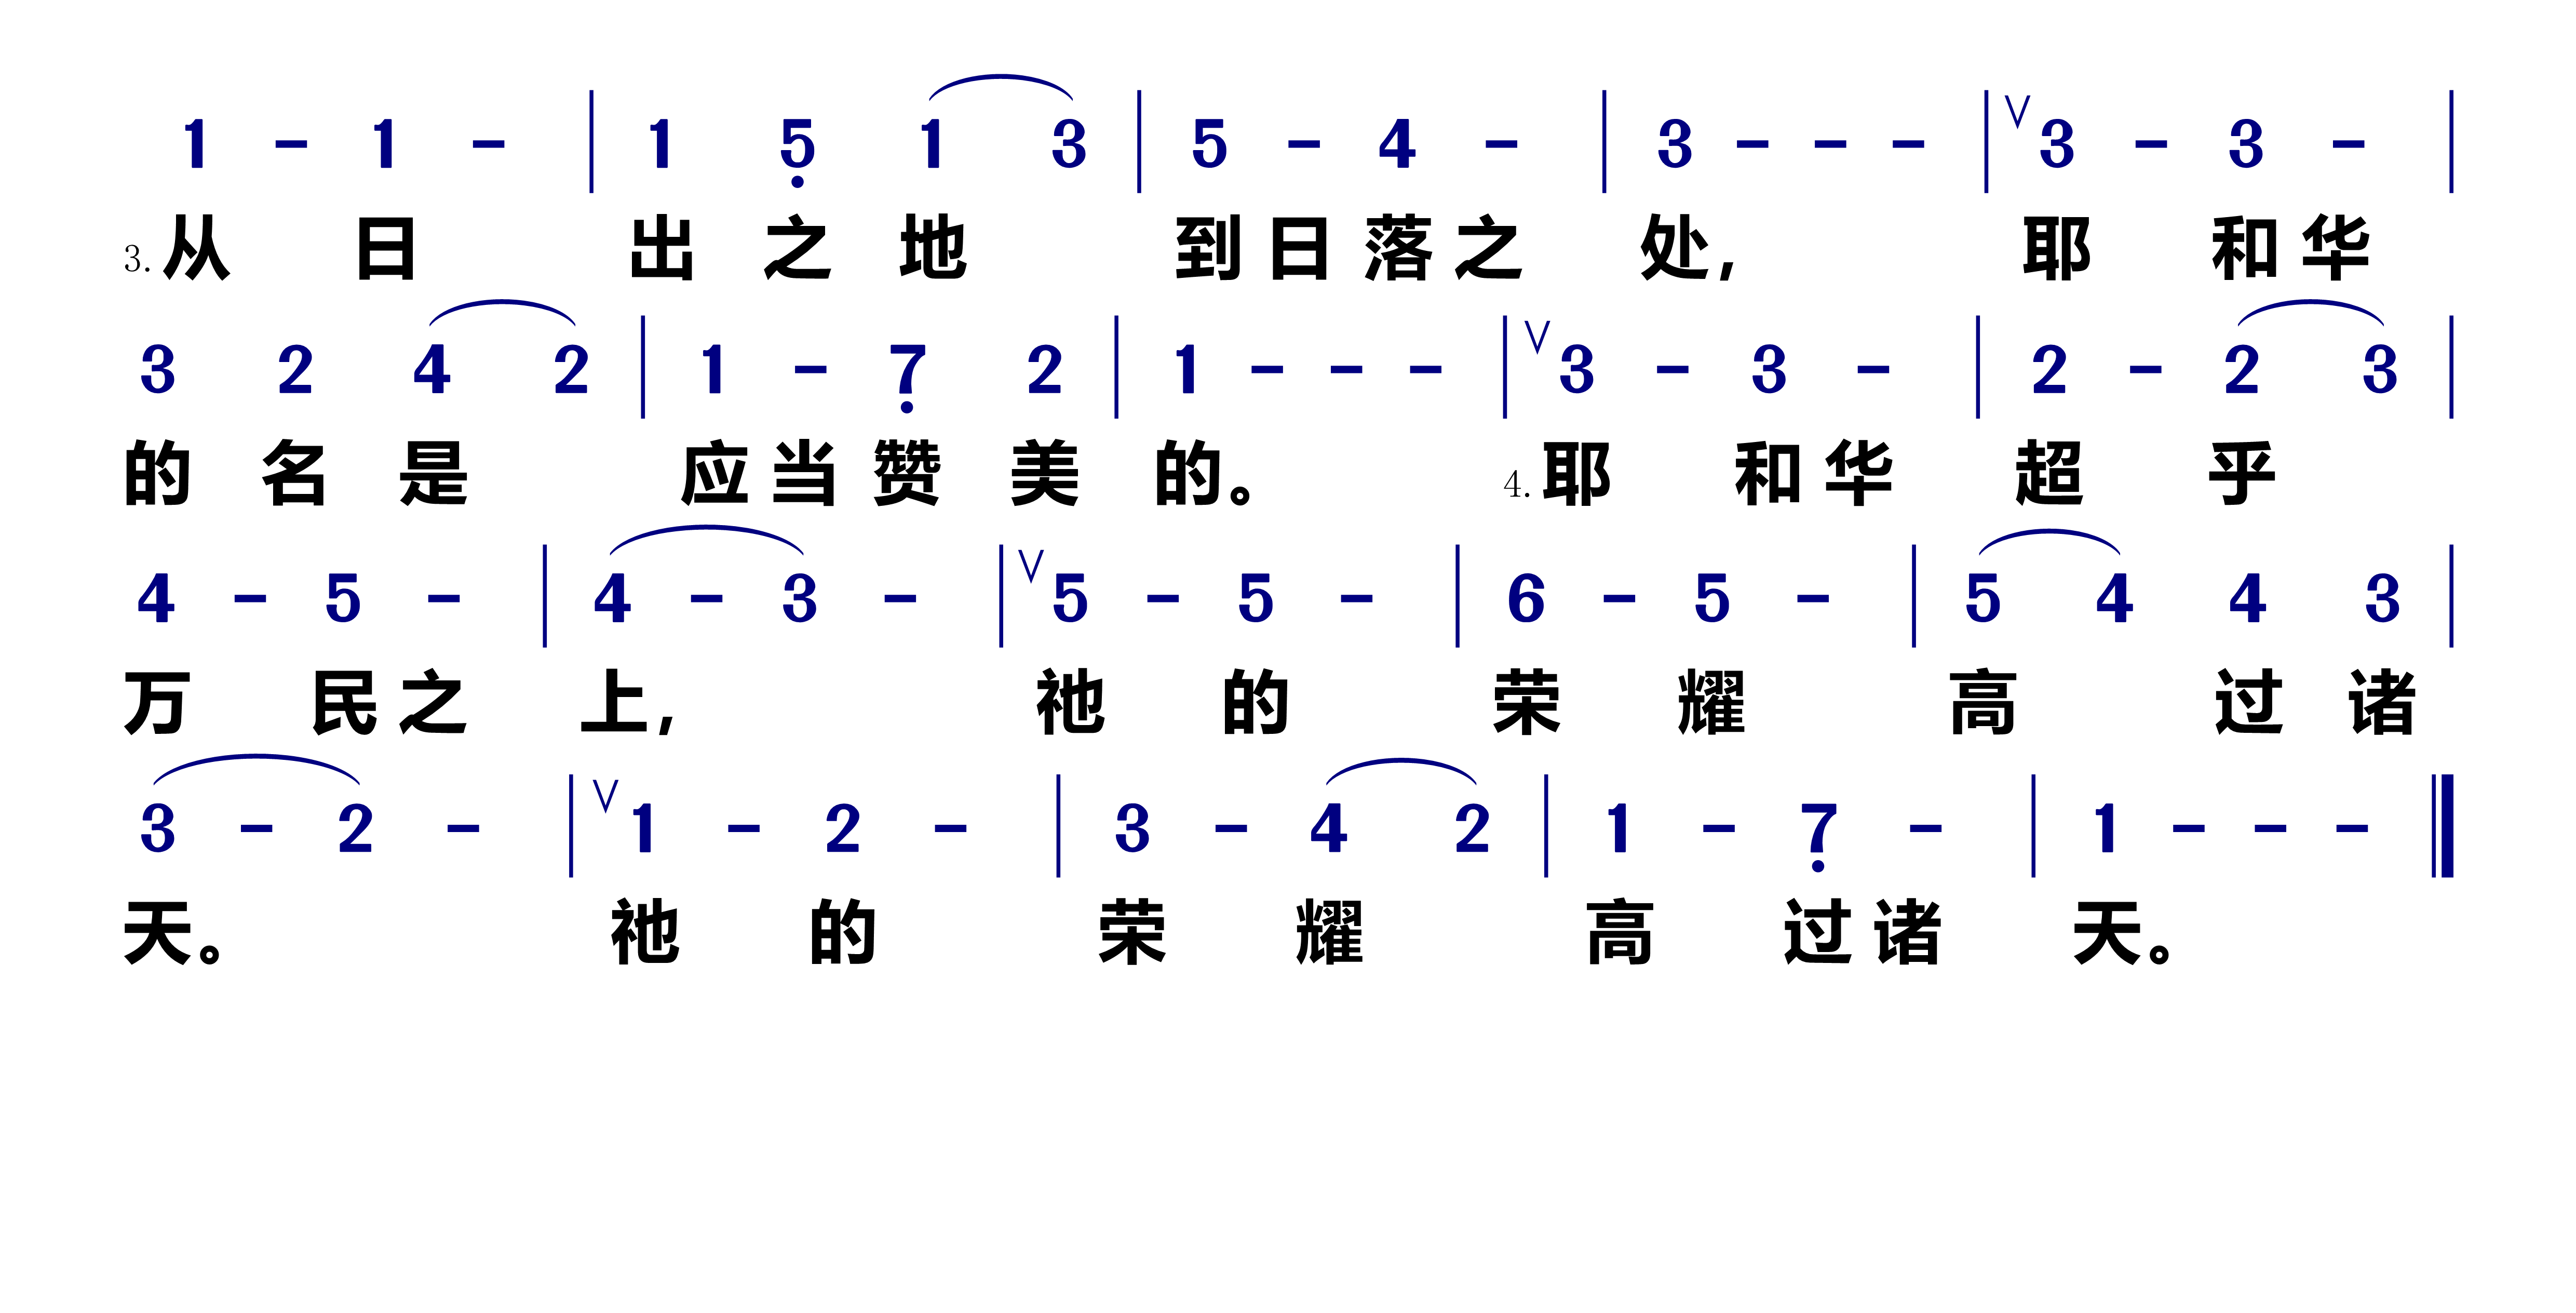 1 - 1 - | 1 5̣ 1 3 | 5 - 4 - | 3 - - - | ∨3 - 3 - |
3. 从 日 出 之 地 到 日 落 之 处, 耶 和 华
3 2 4 2 | 1 - 7̣ 2 | 1 - - - | ∨3 - 3 - | 2 - 2 3 |
的 名 是 应 当 赞 美 的。 4. 耶 和 华 超 乎
4 - 5 - | 4 - 3 - | ∨5 - 5 - | 6 - 5 - | 5 4 4 3 |
万 民 之 上, 祂 的 荣 耀 高 过 诸
3 - 2 - | ∨1 - 2 - | 3 - 4 2 | 1 - 7̣ - | 1 - - - ‖
天。 祂 的 荣 耀 高 过 诸 天。